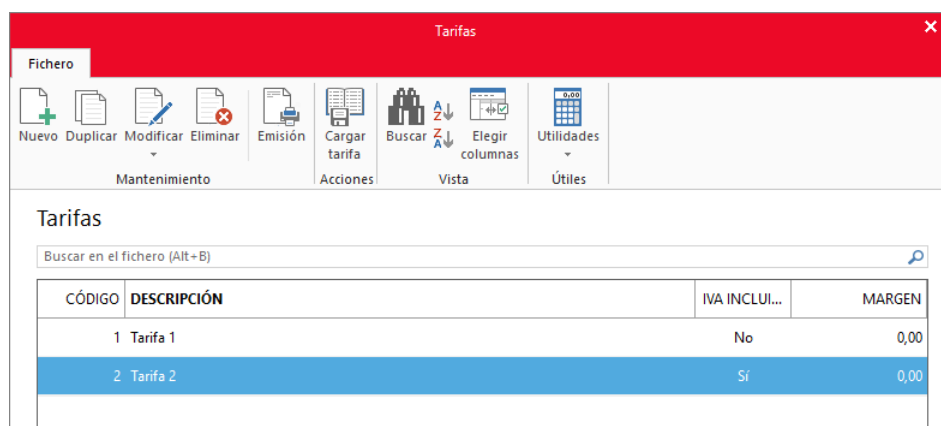 Tarifas
Fichero
Nuevo Duplicar Modificar Eliminar Emisión Cargar tarifa Buscar Elegir columnas Utilidades
Mantenimiento Acciones Vista Útiles
Tarifas
Buscar en el fichero (Alt+B)
CÓDIGO DESCRIPCIÓN IVA INCLUI... MARGEN
1 Tarifa 1 No 0,00
2 Tarifa 2 Sí 0,00